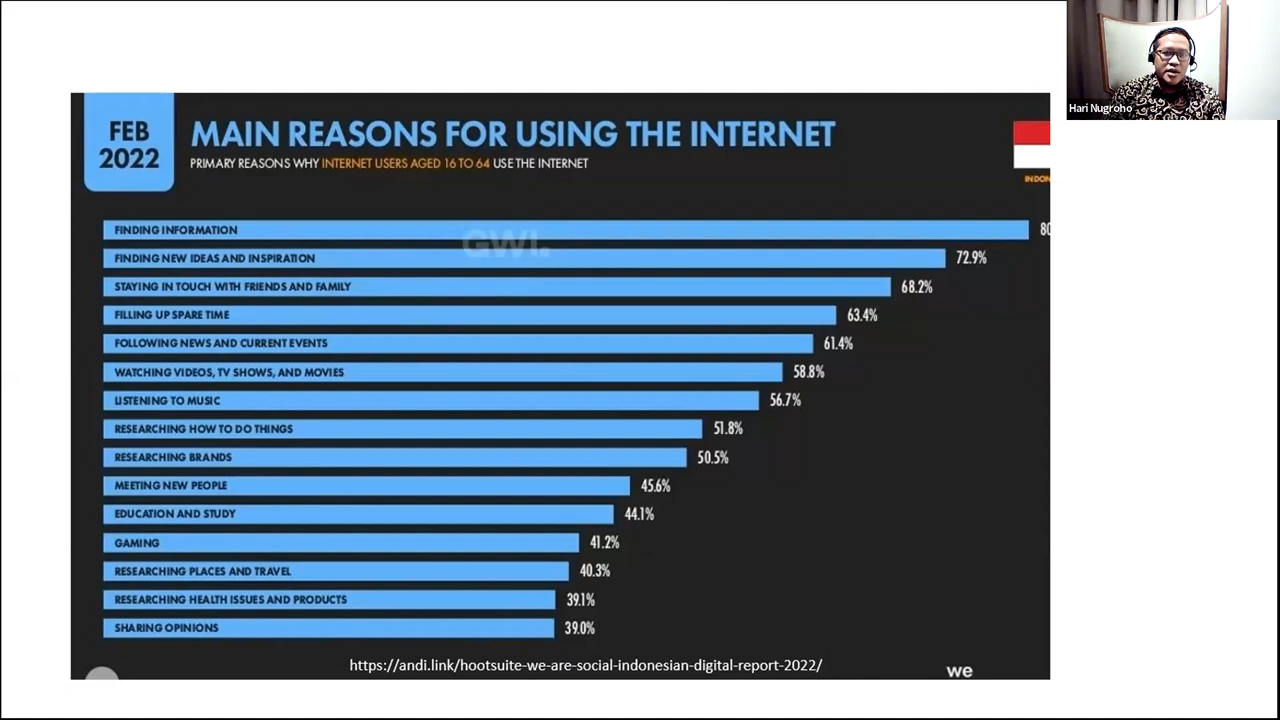 Hari Nugroho
FEB
2022
MAIN REASONS FOR USING THE INTERNET
PRIMARY REASONS WHY INTERNET USERS AGED 16 TO 64 USE THE INTERNET
INDON
GWI.
FINDING INFORMATION 80
FINDING NEW IDEAS AND INSPIRATION 72.9%
STAYING IN TOUCH WITH FRIENDS AND FAMILY 68.2%
FILLING UP SPARE TIME 63.4%
FOLLOWING NEWS AND CURRENT EVENTS 61.4%
WATCHING VIDEOS, TV SHOWS, AND MOVIES 58.8%
LISTENING TO MUSIC 56.7%
RESEARCHING HOW TO DO THINGS 51.8%
RESEARCHING BRANDS 50.5%
MEETING NEW PEOPLE 45.6%
EDUCATION AND STUDY 44.1%
GAMING 41.2%
RESEARCHING PLACES AND TRAVEL 40.3%
RESEARCHING HEALTH ISSUES AND PRODUCTS 39.1%
SHARING OPINIONS 39.0%
https://andi.link/hootsuite-we-are-social-indonesian-digital-report-2022/
we